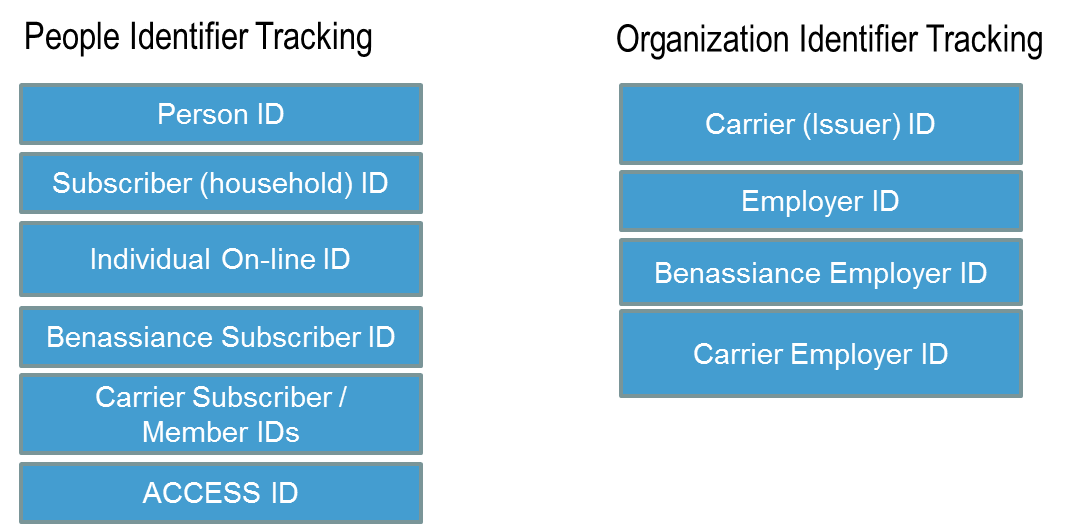 People Identifier Tracking
Person ID
Subscriber (household) ID
Individual On-line ID
Benassiance Subscriber ID
Carrier Subscriber /
Member IDs
ACCESS ID
Organization Identifier Tracking
Carrier (Issuer) ID
Employer ID
Benassiance Employer ID
Carrier Employer ID